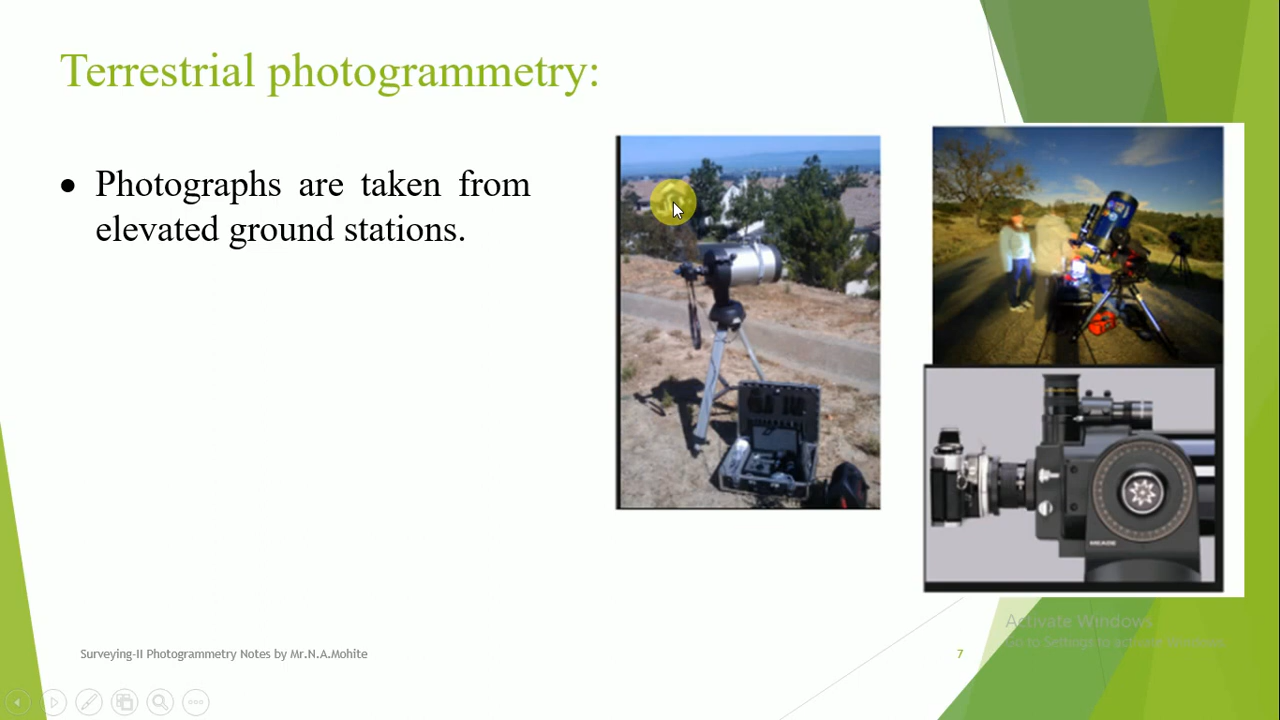 Terrestrial photogrammetry:
• Photographs are taken from
elevated ground stations.
MEADE
Activate Windows
Go to Settings to activate Windows.
Surveying-II Photogrammetry Notes by Mr.N.A.Mohite
7